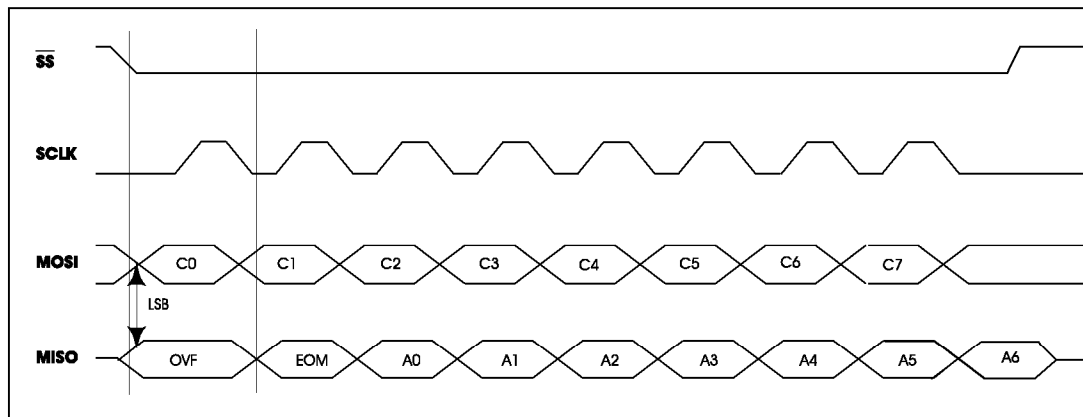 S̅S̅
SCLK
MOSI C0 C1 C2 C3 C4 C5 C6 C7
LSB
MISO OVF EOM A0 A1 A2 A3 A4 A5 A6